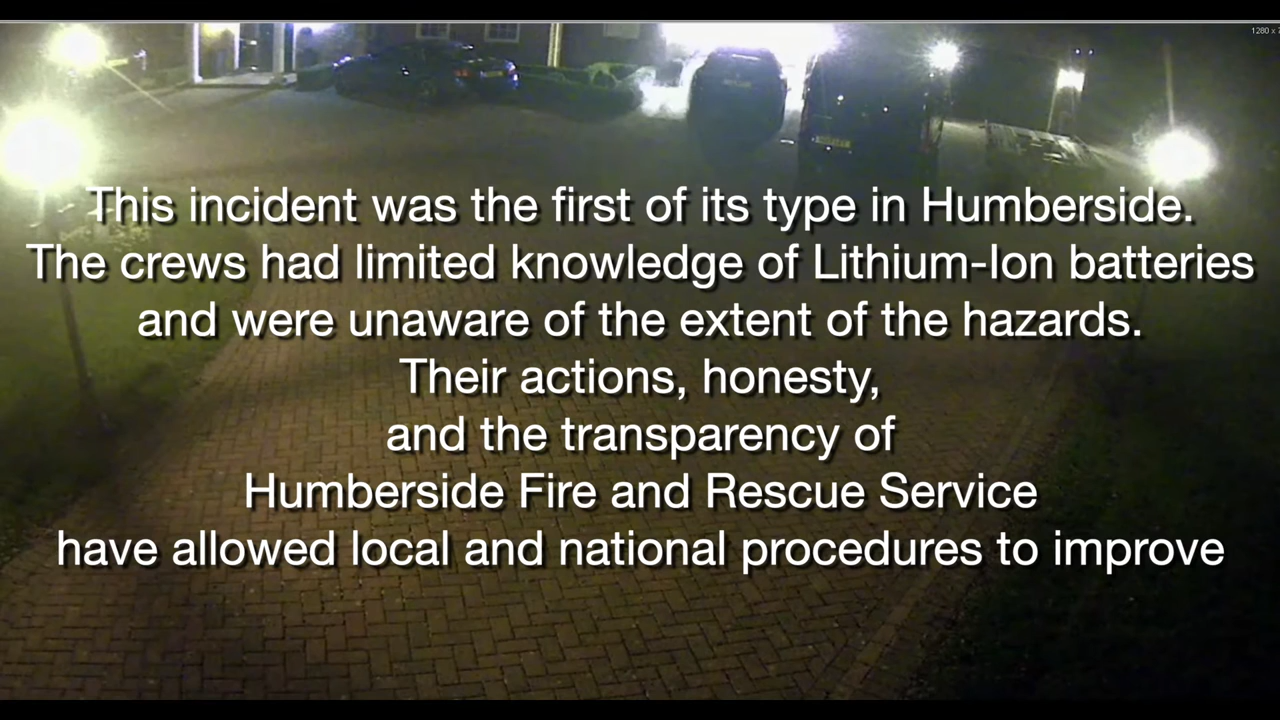 1280 x 7
This incident was the first of its type in Humberside.
The crews had limited knowledge of Lithium-Ion batteries
and were unaware of the extent of the hazards.
Their actions, honesty,
and the transparency of
Humberside Fire and Rescue Service
have allowed local and national procedures to improve